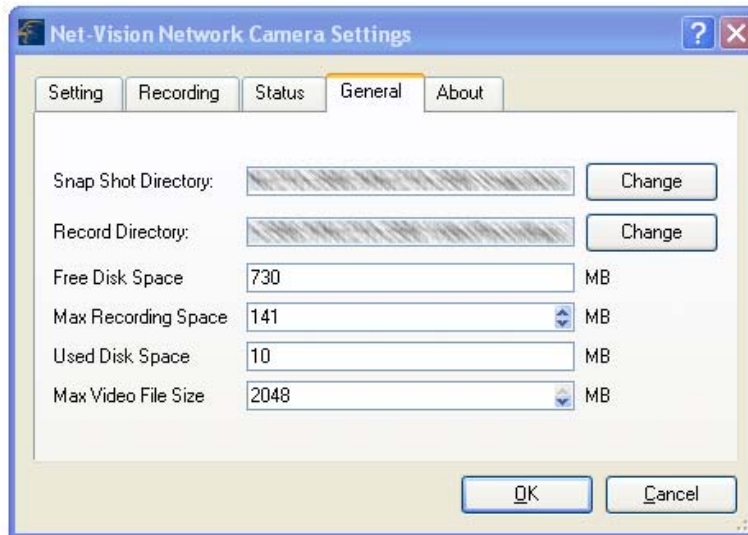 Net-Vision Network Camera Settings
Setting Recording Status General About
Snap Shot Directory: Change
Record Directory: Change
Free Disk Space 730 MB
Max Recording Space 141 MB
Used Disk Space 10 MB
Max Video File Size 2048 MB
OK Cancel